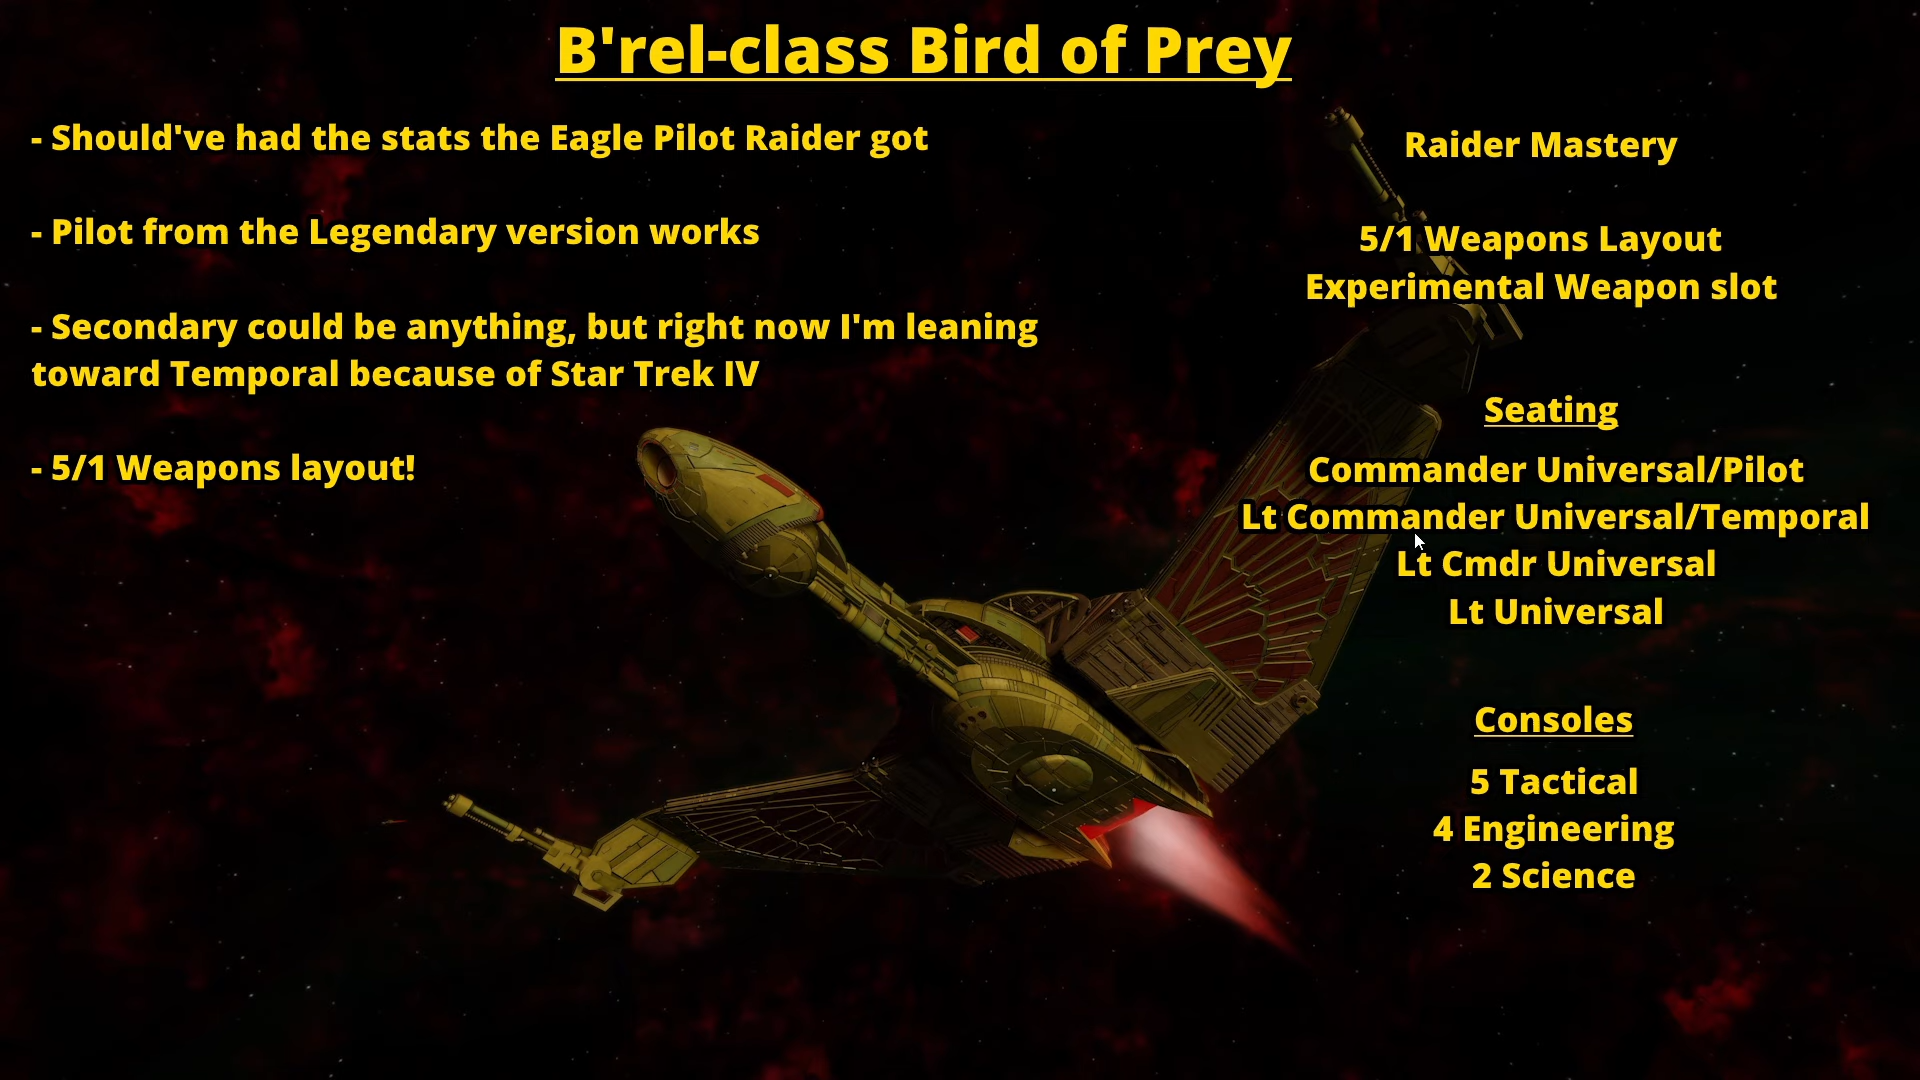 B'rel-class Bird of Prey
- Should've had the stats the Eagle Pilot Raider got
- Pilot from the Legendary version works
- Secondary could be anything, but right now I'm leaning
toward Temporal because of Star Trek IV
- 5/1 Weapons layout!
Raider Mastery
5/1 Weapons Layout
Experimental Weapon slot
Seating
Commander Universal/Pilot
Lt Commander Universal/Temporal
Lt Cmdr Universal
Lt Universal
Consoles
5 Tactical
4 Engineering
2 Science